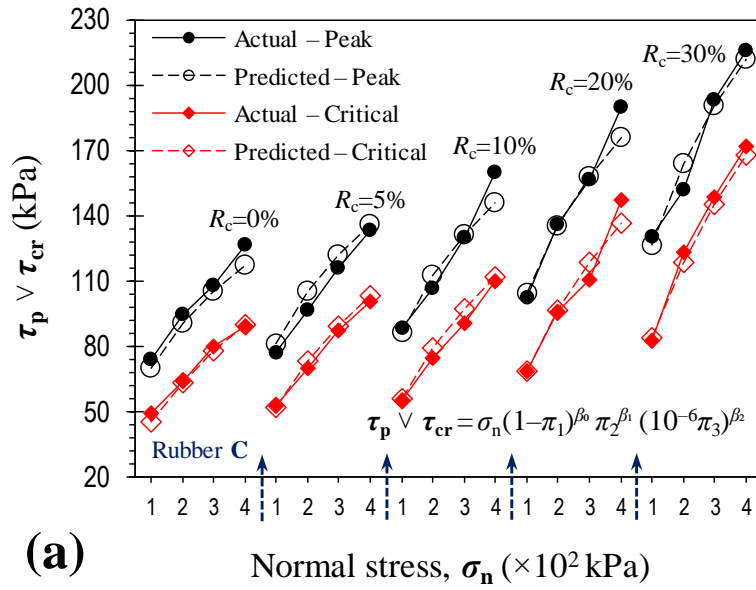 230
200
170
140
110
80
50
20
τp ∨ τcr (kPa)
Actual – Peak
Predicted – Peak
Actual – Critical
Predicted – Critical
Rc=0%
Rc=5%
Rc=10%
Rc=20%
Rc=30%
τp ∨ τcr = σn(1−π1)^β0 π2^β1 (10^−6π3)^β2
Rubber C
1 2 3 4 1 2 3 4 1 2 3 4 1 2 3 4 1 2 3 4
(a)
Normal stress, σn (×10² kPa)